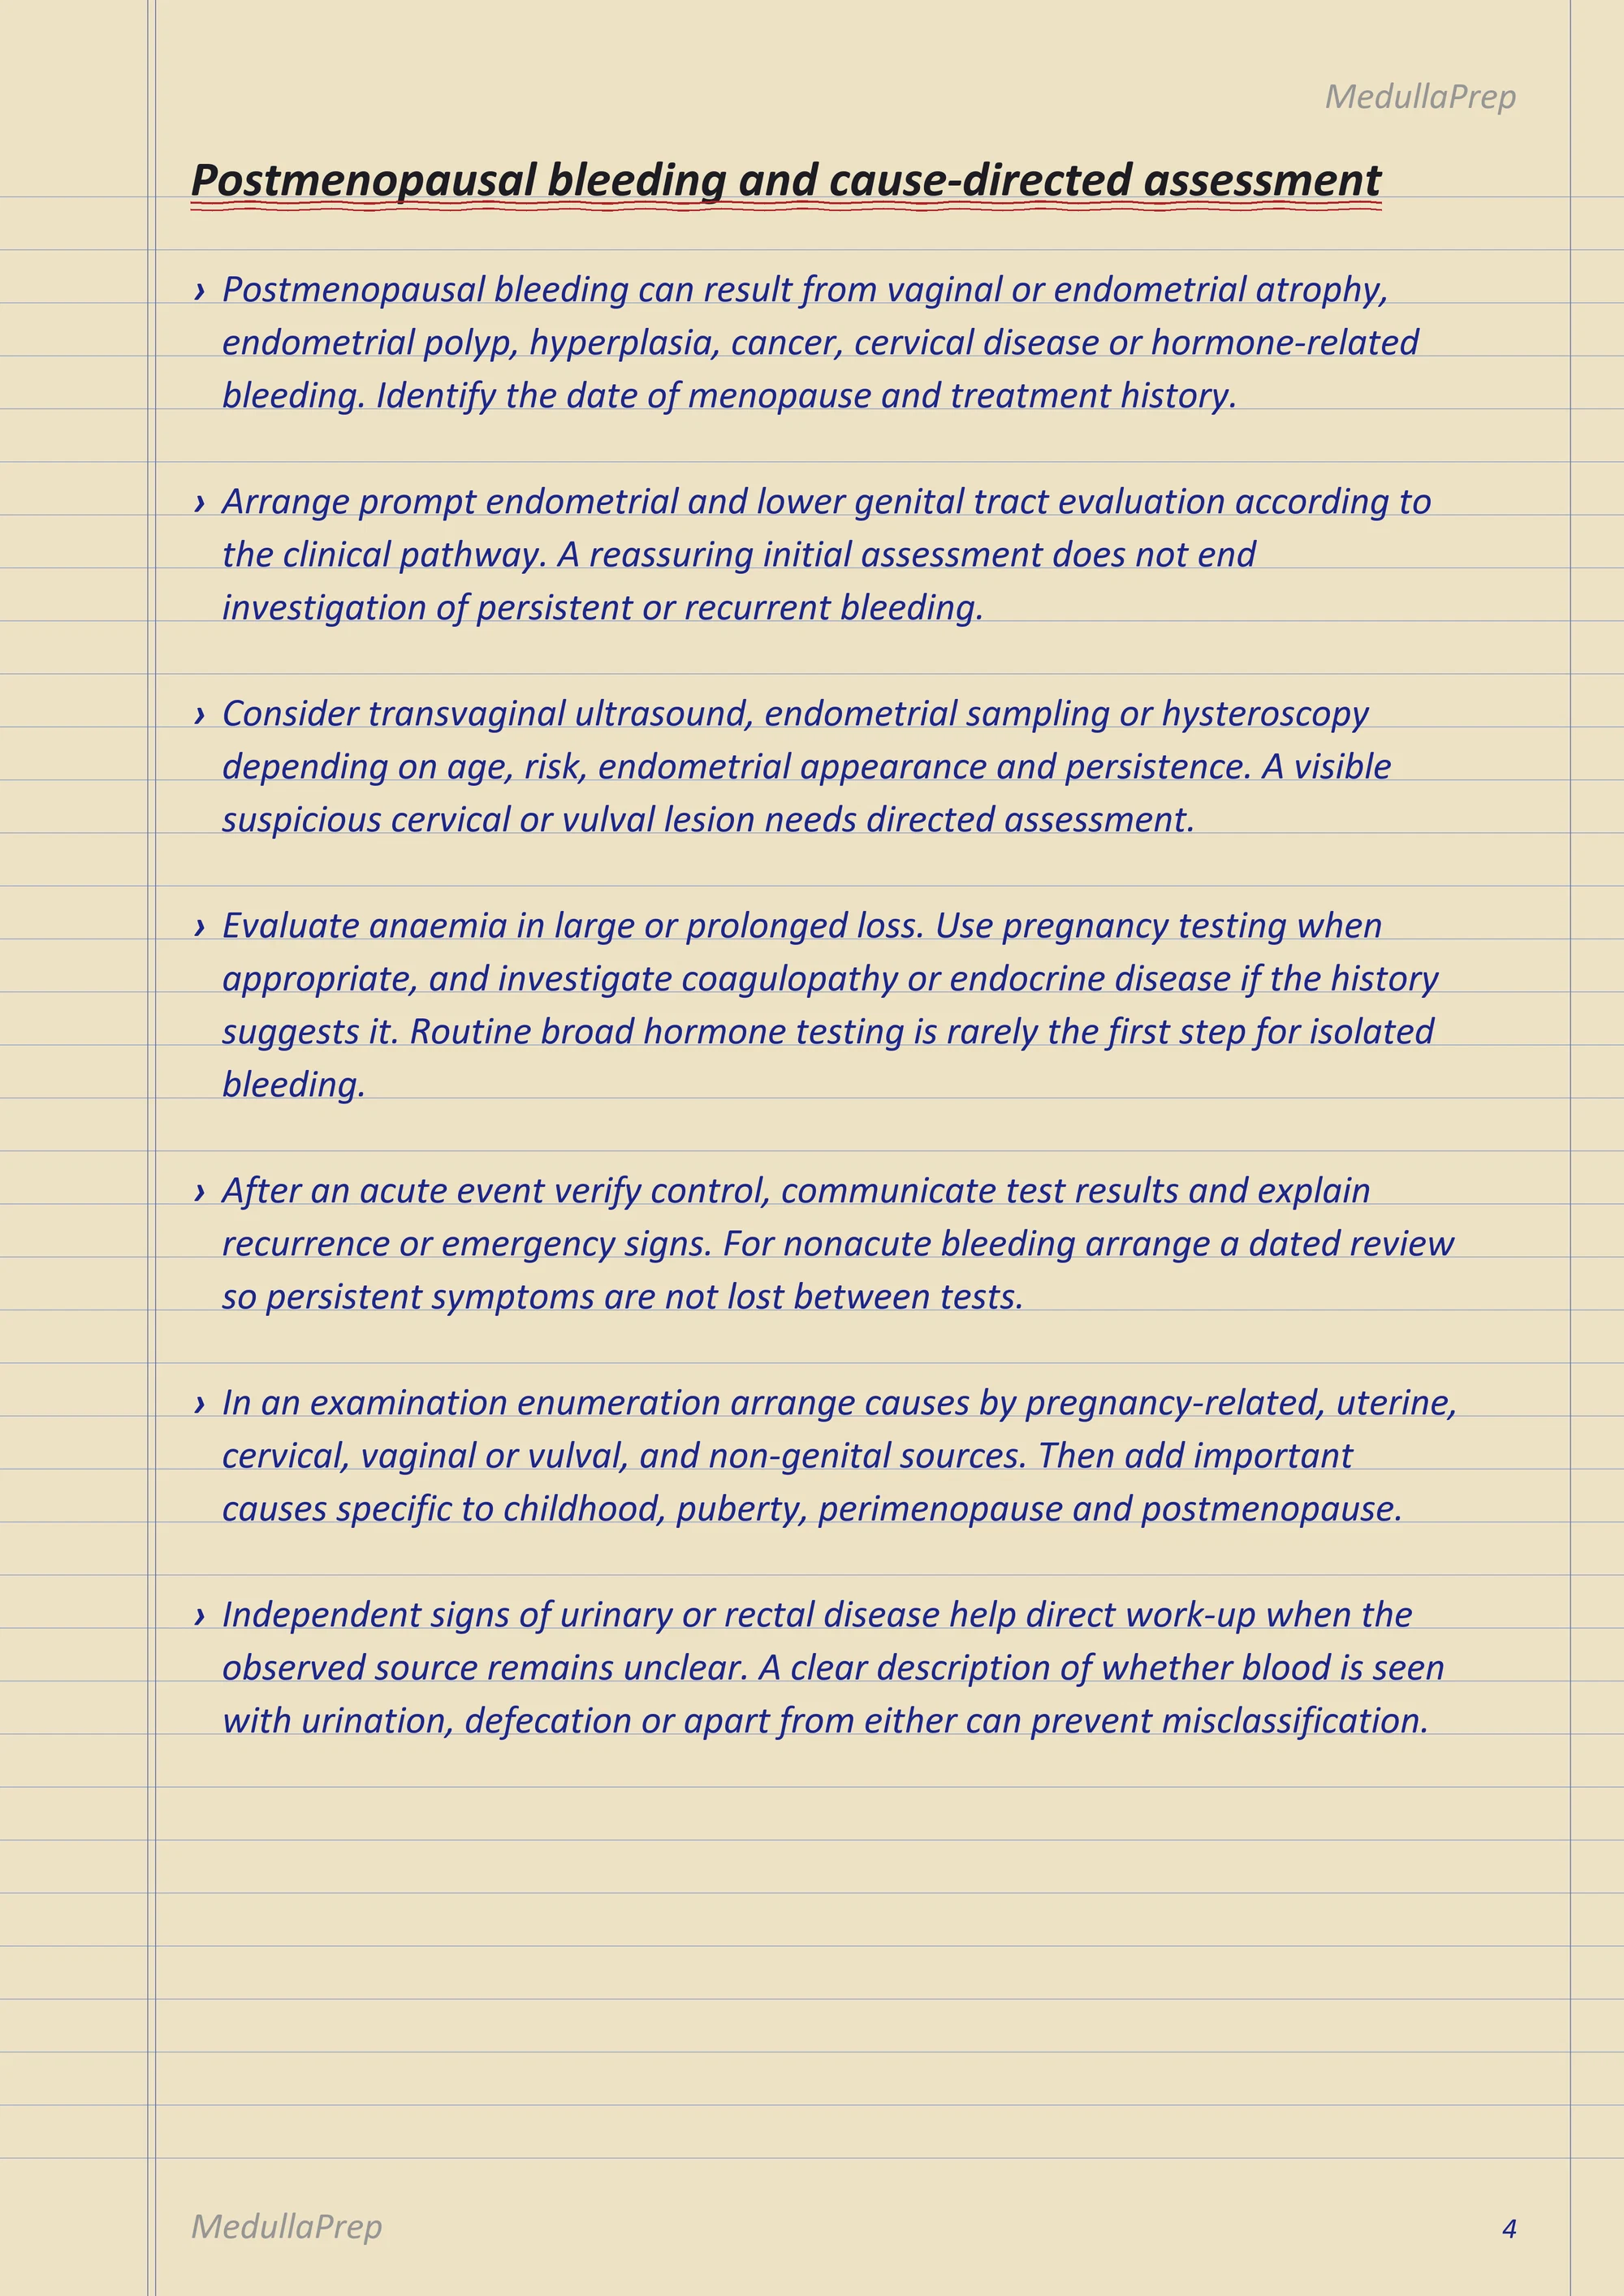 MedullaPrep
Postmenopausal bleeding and cause-directed assessment
› Postmenopausal bleeding can result from vaginal or endometrial atrophy,
endometrial polyp, hyperplasia, cancer, cervical disease or hormone-related
bleeding. Identify the date of menopause and treatment history.
› Arrange prompt endometrial and lower genital tract evaluation according to
the clinical pathway. A reassuring initial assessment does not end
investigation of persistent or recurrent bleeding.
› Consider transvaginal ultrasound, endometrial sampling or hysteroscopy
depending on age, risk, endometrial appearance and persistence. A visible
suspicious cervical or vulval lesion needs directed assessment.
› Evaluate anaemia in large or prolonged loss. Use pregnancy testing when
appropriate, and investigate coagulopathy or endocrine disease if the history
suggests it. Routine broad hormone testing is rarely the first step for isolated
bleeding.
› After an acute event verify control, communicate test results and explain
recurrence or emergency signs. For nonacute bleeding arrange a dated review
so persistent symptoms are not lost between tests.
› In an examination enumeration arrange causes by pregnancy-related, uterine,
cervical, vaginal or vulval, and non-genital sources. Then add important
causes specific to childhood, puberty, perimenopause and postmenopause.
› Independent signs of urinary or rectal disease help direct work-up when the
observed source remains unclear. A clear description of whether blood is seen
with urination, defecation or apart from either can prevent misclassification.
MedullaPrep
4